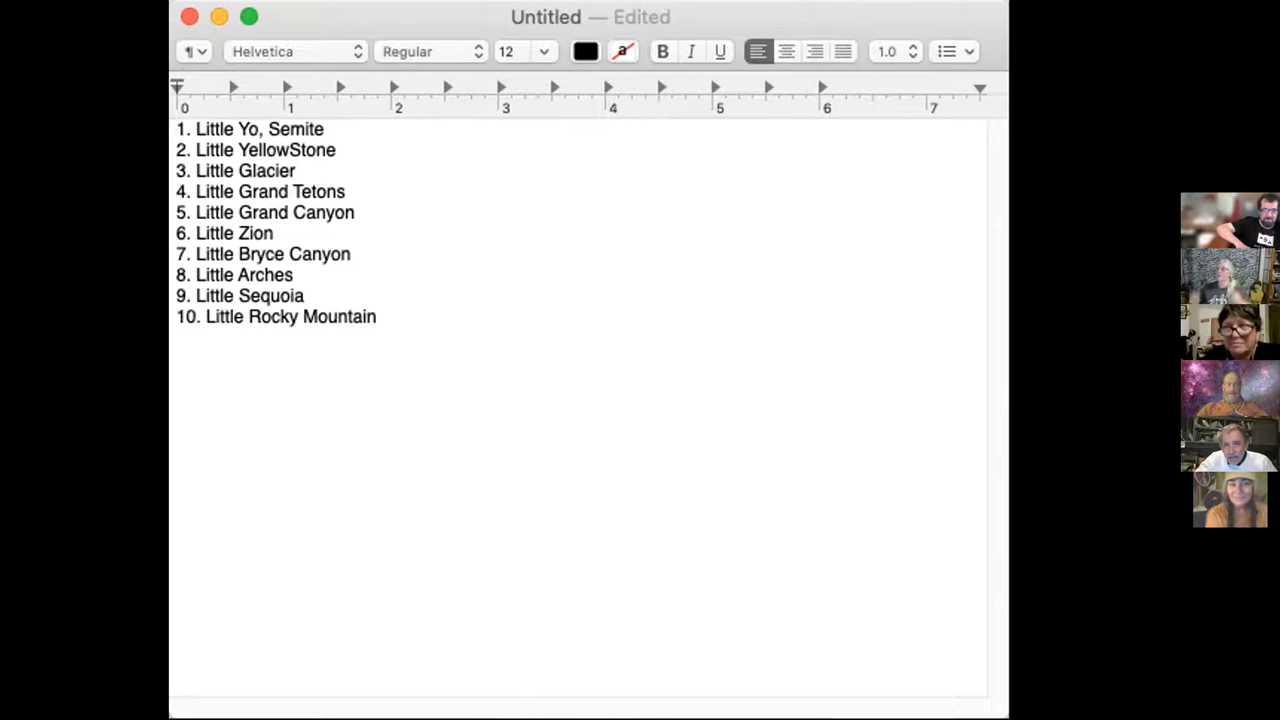 Untitled — Edited
¶ Helvetica Regular 12 a B I U 1.0
0 1 2 3 4 5 6 7
1. Little Yo, Semite
2. Little YellowStone
3. Little Glacier
4. Little Grand Tetons
5. Little Grand Canyon
6. Little Zion
7. Little Bryce Canyon
8. Little Arches
9. Little Sequoia
10. Little Rocky Mountain